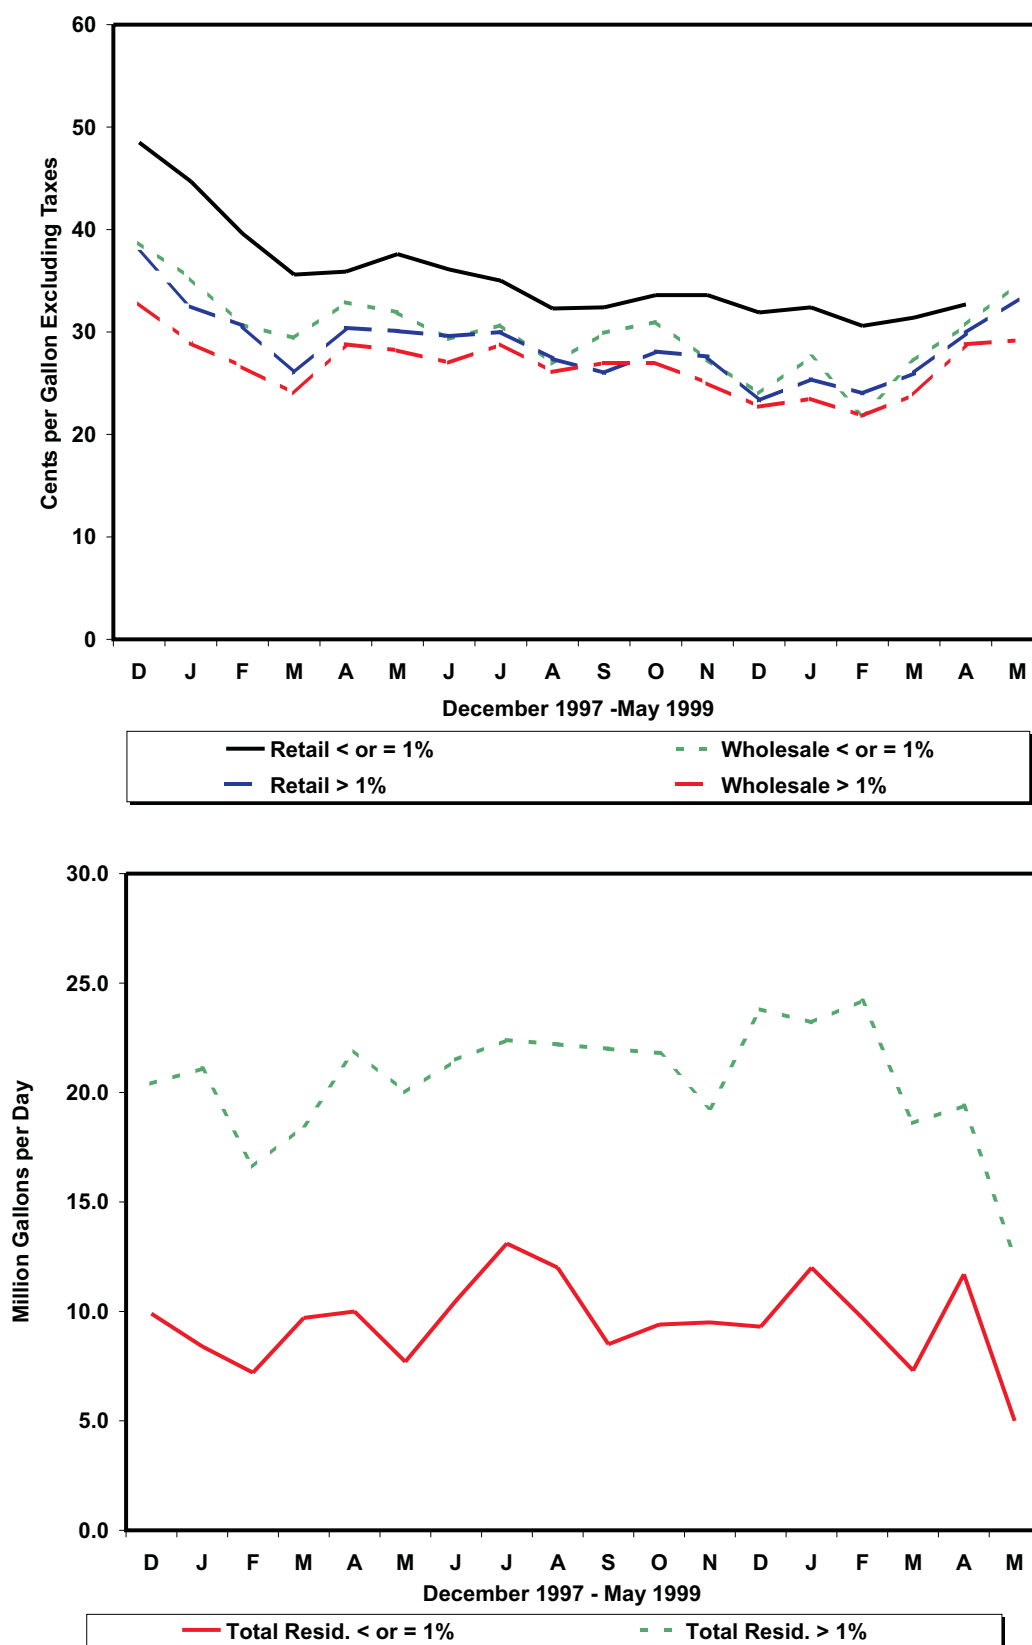 60
50
40
30
20
10
0
Cents per Gallon Excluding Taxes
D J F M A M J J A S O N D J F M A M
December 1997 -May 1999
Retail < or = 1% Wholesale < or = 1%
Retail > 1% Wholesale > 1%
30.0
25.0
20.0
15.0
10.0
5.0
0.0
Million Gallons per Day
D J F M A M J J A S O N D J F M A M
December 1997 - May 1999
Total Resid. < or = 1% Total Resid. > 1%